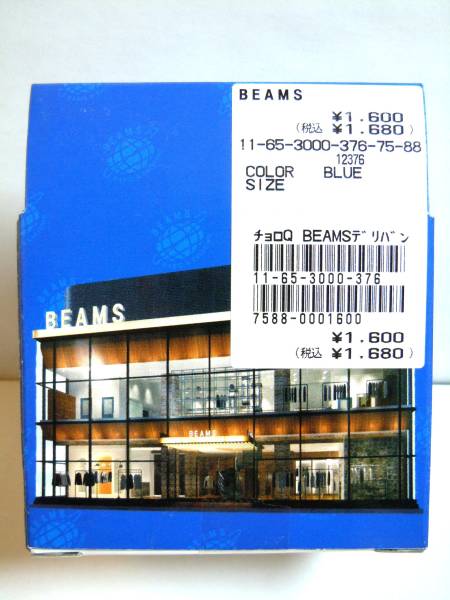 BEAMS
¥1.600
(税込 ¥1.680)
11-65-3000-376-75-88
12376
COLOR BLUE
SIZE
チョロQ BEAMSデリバン
11-65-3000-376
7588-0001600
¥1.600
(税込 ¥1.680)
BEAMS
BEAMS